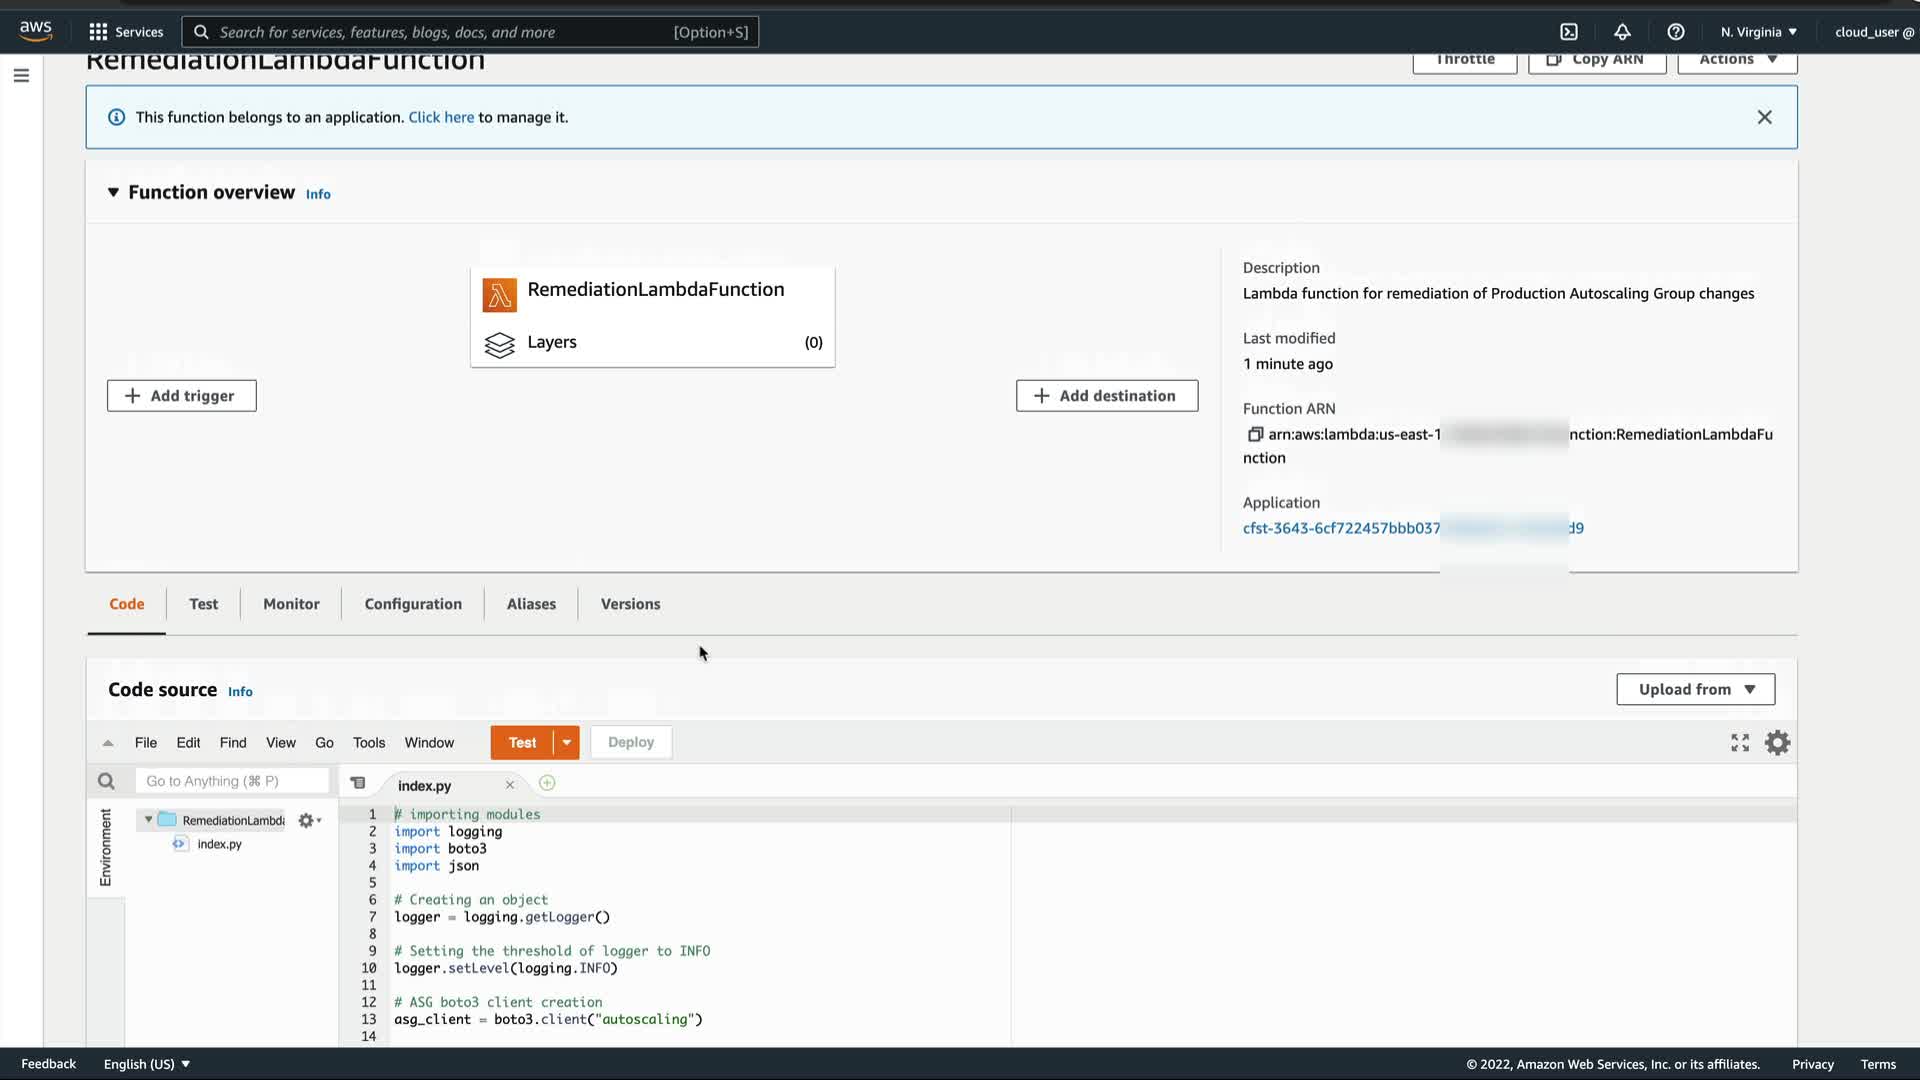 aws
Services
Search for services, features, blogs, docs, and more
[Option+S]
N. Virginia
cloud_user @
RemediationLambdaFunction
Throttle
Copy ARN
Actions
This function belongs to an application. Click here to manage it.
Function overview
Info
RemediationLambdaFunction
Layers
(0)
Add trigger
Add destination
Description
Lambda function for remediation of Production Autoscaling Group changes
Last modified
1 minute ago
Function ARN
arn:aws:lambda:us-east-1 nction:RemediationLambdaFu
nction
Application
cfst-3643-6cf722457bbb037 d9
Code
Test
Monitor
Configuration
Aliases
Versions
Code source
Info
Upload from
File
Edit
Find
View
Go
Tools
Window
Test
Deploy
Go to Anything (⌘ P)
index.py
Environment
RemediationLambda
index.py
1 # importing modules
2 import logging
3 import boto3
4 import json
5
6 # Creating an object
7 logger = logging.getLogger()
8
9 # Setting the threshold of logger to INFO
10 logger.setLevel(logging.INFO)
11
12 # ASG boto3 client creation
13 asg_client = boto3.client("autoscaling")
14
Feedback
English (US)
© 2022, Amazon Web Services, Inc. or its affiliates.
Privacy
Terms